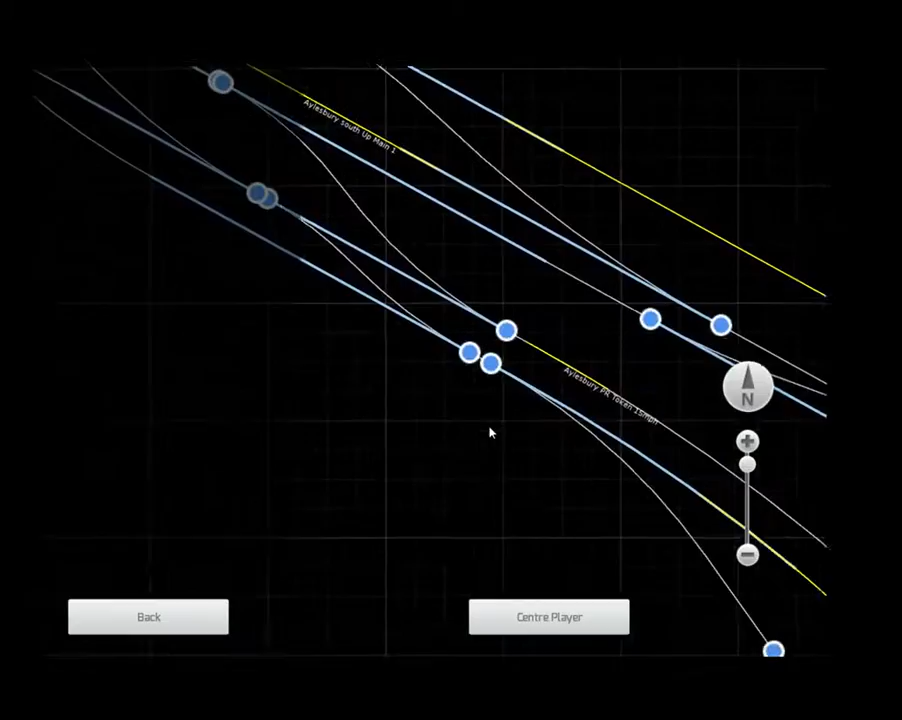 Aylesbury south Up Main 1
Aylesbury PR Token 15mph
N
Back
Centre Player